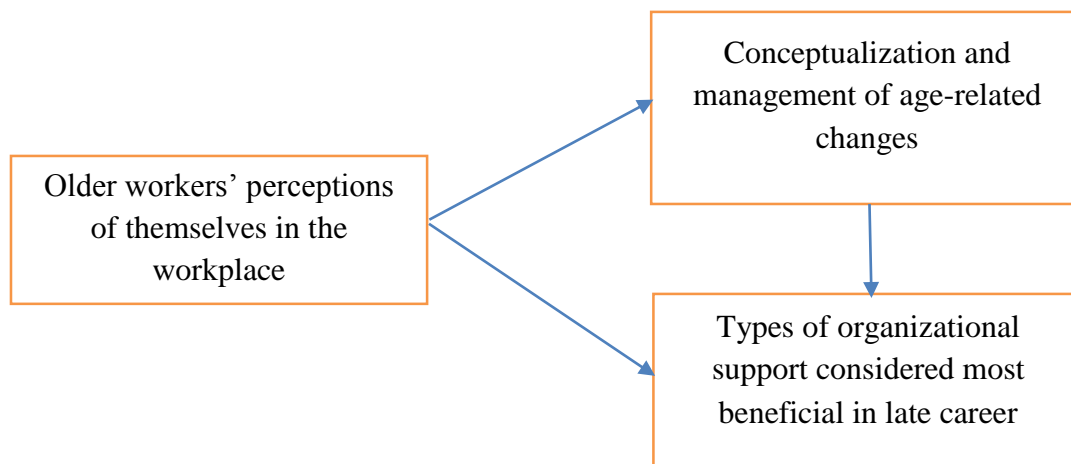 Conceptualization and
management of age-related
changes
Older workers’ perceptions
of themselves in the
workplace
Types of organizational
support considered most
beneficial in late career